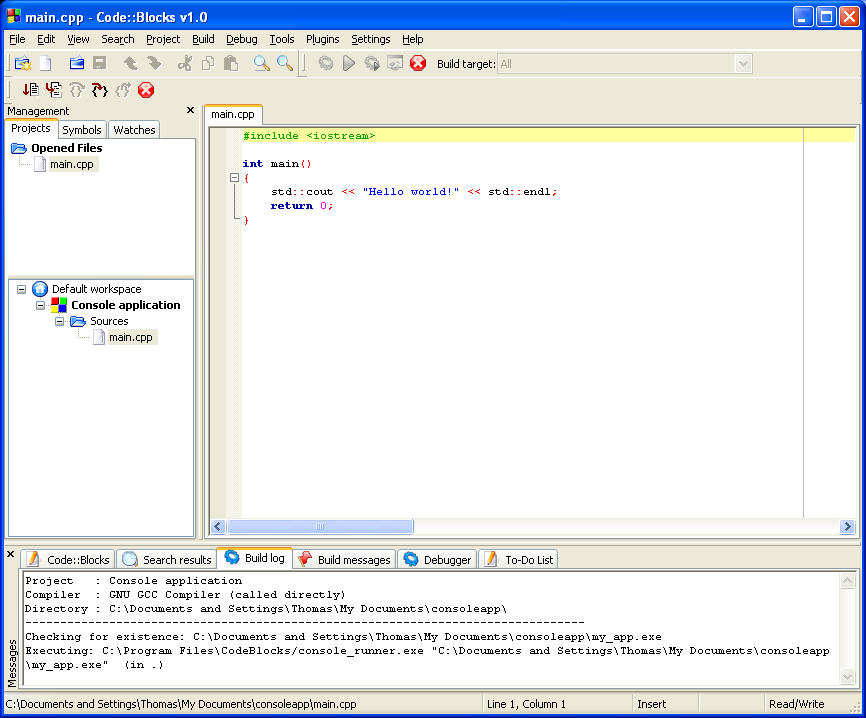 main.cpp - Code::Blocks v1.0
File Edit View Search Project Build Debug Tools Plugins Settings Help
Build target: All
Management
Projects Symbols Watches
Opened Files
main.cpp
Default workspace
Console application
Sources
main.cpp
main.cpp
#include <iostream>
int main()
{
std::cout << "Hello world!" << std::endl;
return 0;
}
Code::Blocks Search results Build log Build messages Debugger To-Do List
Messages
Project   : Console application
Compiler  : GNU GCC Compiler (called directly)
Directory : C:\Documents and Settings\Thomas\My Documents\consoleapp\
--------------------------------------------------------------------------------
Checking for existence: C:\Documents and Settings\Thomas\My Documents\consoleapp\my_app.exe
Executing: C:\Program Files\CodeBlocks/console_runner.exe "C:\Documents and Settings\Thomas\My Documents\consoleapp
\my_app.exe"  (in .)
C:\Documents and Settings\Thomas\My Documents\consoleapp\main.cpp Line 1, Column 1 Insert Read/Write